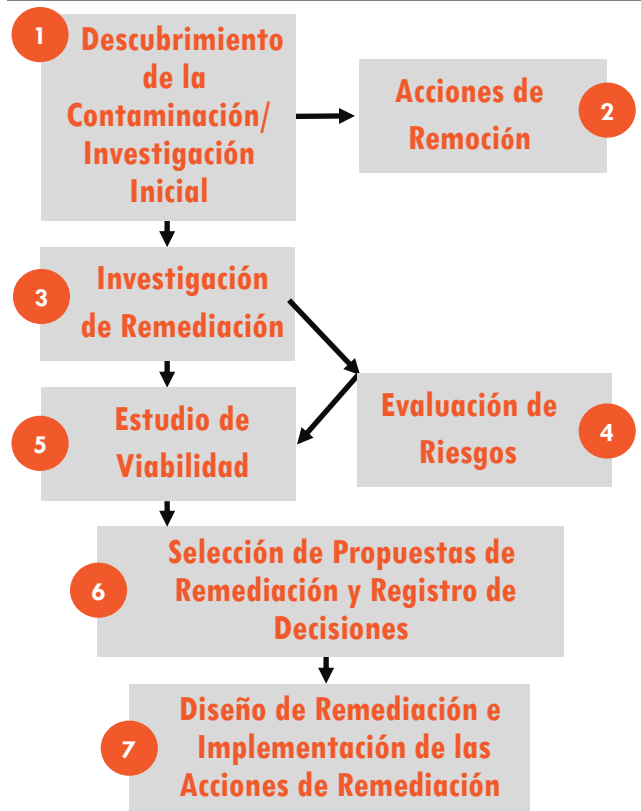 1
Descubrimiento
de la
Contaminación/
Investigación
Inicial
Acciones de
Remoción
2
3
Investigación
de Remediación
Evaluación de
Riesgos
4
5
Estudio de
Viabilidad
6
Selección de Propuestas de
Remediación y Registro de
Decisiones
7
Diseño de Remediación e
Implementación de las
Acciones de Remediación